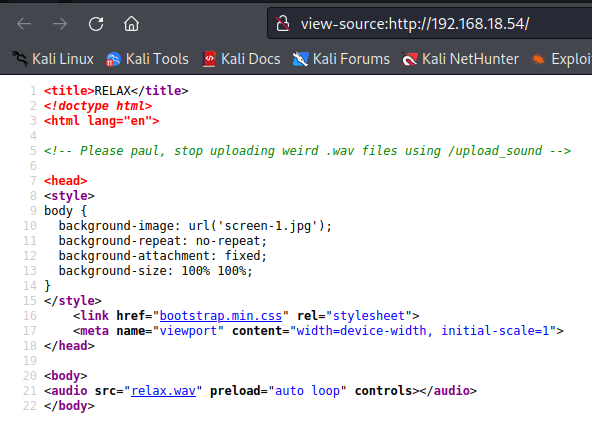 view-source:http://192.168.18.54/
Kali Linux Kali Tools Kali Docs Kali Forums Kali NetHunter Exploi
1 <title>RELAX</title>
2 <!doctype html>
3 <html lang="en">
4
5 <!-- Please paul, stop uploading weird .wav files using /upload_sound -->
6
7 <head>
8 <style>
9 body {
10   background-image: url('screen-1.jpg');
11   background-repeat: no-repeat;
12   background-attachment: fixed;
13   background-size: 100% 100%;
14 }
15 </style>
16     <link href="bootstrap.min.css" rel="stylesheet">
17     <meta name="viewport" content="width=device-width, initial-scale=1">
18 </head>
19
20 <body>
21 <audio src="relax.wav" preload="auto loop" controls></audio>
22 </body>